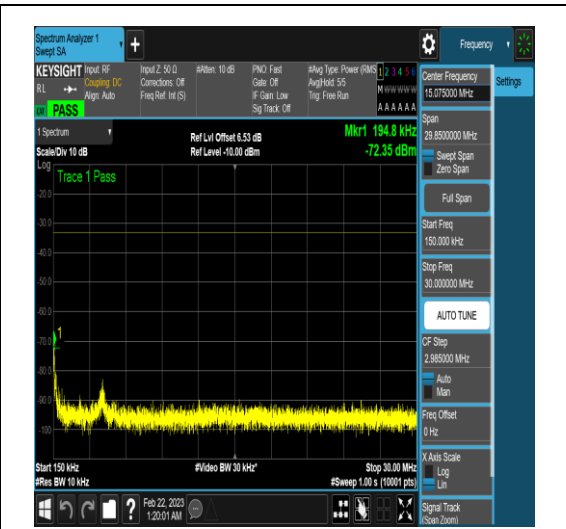 Spectrum Analyzer 1
Swept SA
+
Frequency
KEYSIGHT
RL
PASS
Input: RF
Coupling: DC
Align: Auto
Input Z: 50 Ω
Corrections: Off
Freq Ref: Int (S)
#Atten: 10 dB
PNO: Fast
Gate: Off
IF Gain: Low
Sig Track: Off
#Avg Type: Power (RMS
Avg|Hold: 5/5
Trig: Free Run
1 2 3 4 5 6
M W W W W W
A A A A A A
1 Spectrum
Scale/Div 10 dB
Ref Lvl Offset 6.53 dB
Ref Level -10.00 dBm
Mkr1 194.8 kHz
-72.35 dBm
Log
Trace 1 Pass
-20.0
-30.0
-40.0
-50.0
-60.0
-70.0
-80.0
-90.0
-100
1
Start 150 kHz
#Res BW 10 kHz
#Video BW 30 kHz*
Stop 30.00 MHz
#Sweep 1.00 s (10001 pts)
Feb 22, 2023
1:20:01 AM
?
Center Frequency
15.075000 MHz
Settings
Span
29.8500000 MHz
Swept Span
Zero Span
Full Span
Start Freq
150.000 kHz
Stop Freq
30.000000 MHz
AUTO TUNE
CF Step
2.985000 MHz
Auto
Man
Freq Offset
0 Hz
X Axis Scale
Log
Lin
Signal Track
(Span Zoom)